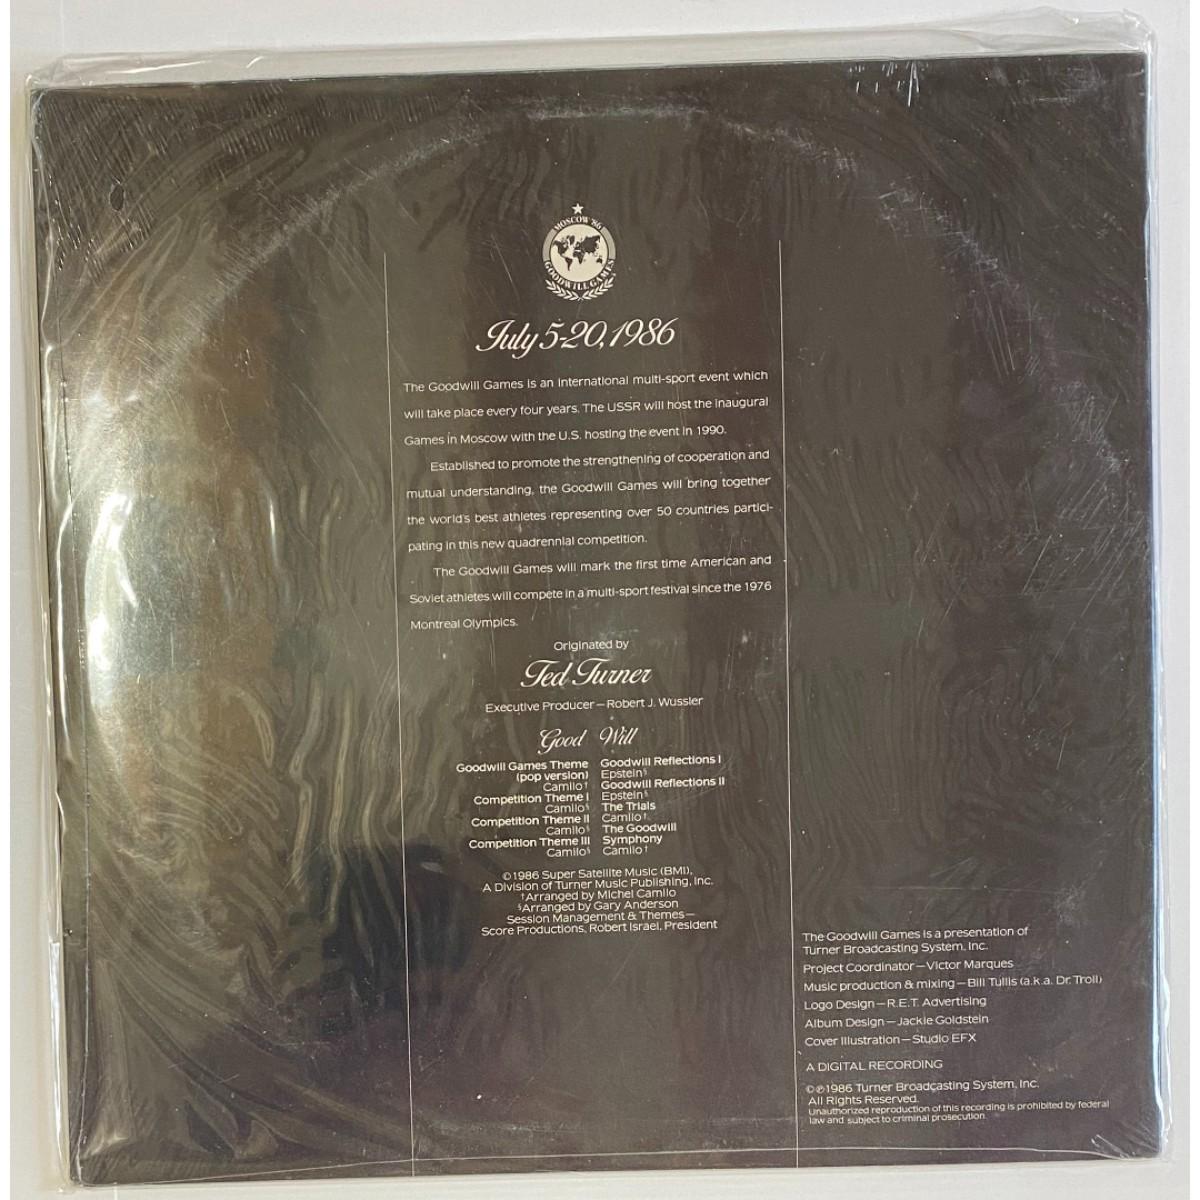 MOSCOW '86
GOODWILL GAMES
July 5-20, 1986
The Goodwill Games is an international multi-sport event which
will take place every four years. The USSR will host the inaugural
Games in Moscow with the U.S. hosting the event in 1990.
Established to promote the strengthening of cooperation and
mutual understanding, the Goodwill Games will bring together
the world's best athletes representing over 50 countries partici-
pating in this new quadrennial competition.
The Goodwill Games will mark the first time American and
Soviet athletes will compete in a multi-sport festival since the 1976
Montreal Olympics.
Originated by
Ted Turner
Executive Producer—Robert J. Wussler
Good
Goodwill Games Theme
(pop version)
Camilo†
Competition Theme I
Camilo§
Competition Theme II
Camilo§
Competition Theme III
Camilo§
Will
Goodwill Reflections I
Epstein§
Goodwill Reflections II
Epstein§
The Trials
Camilo†
The Goodwill
Symphony
Camilo†
©1986 Super Satellite Music (BMI),
A Division of Turner Music Publishing, Inc.
†Arranged by Michel Camilo
§Arranged by Gary Anderson
Session Management & Themes—
Score Productions, Robert Israel, President
The Goodwill Games is a presentation of
Turner Broadcasting System, Inc.
Project Coordinator—Victor Marques
Music production & mixing—Bill Tullis (a.k.a. Dr. Troll)
Logo Design—R.E.T. Advertising
Album Design—Jackie Goldstein
Cover Illustration—Studio EFX
A DIGITAL RECORDING
©℗1986 Turner Broadcasting System, Inc.
All Rights Reserved.
Unauthorized reproduction of this recording is prohibited by federal
law and subject to criminal prosecution.